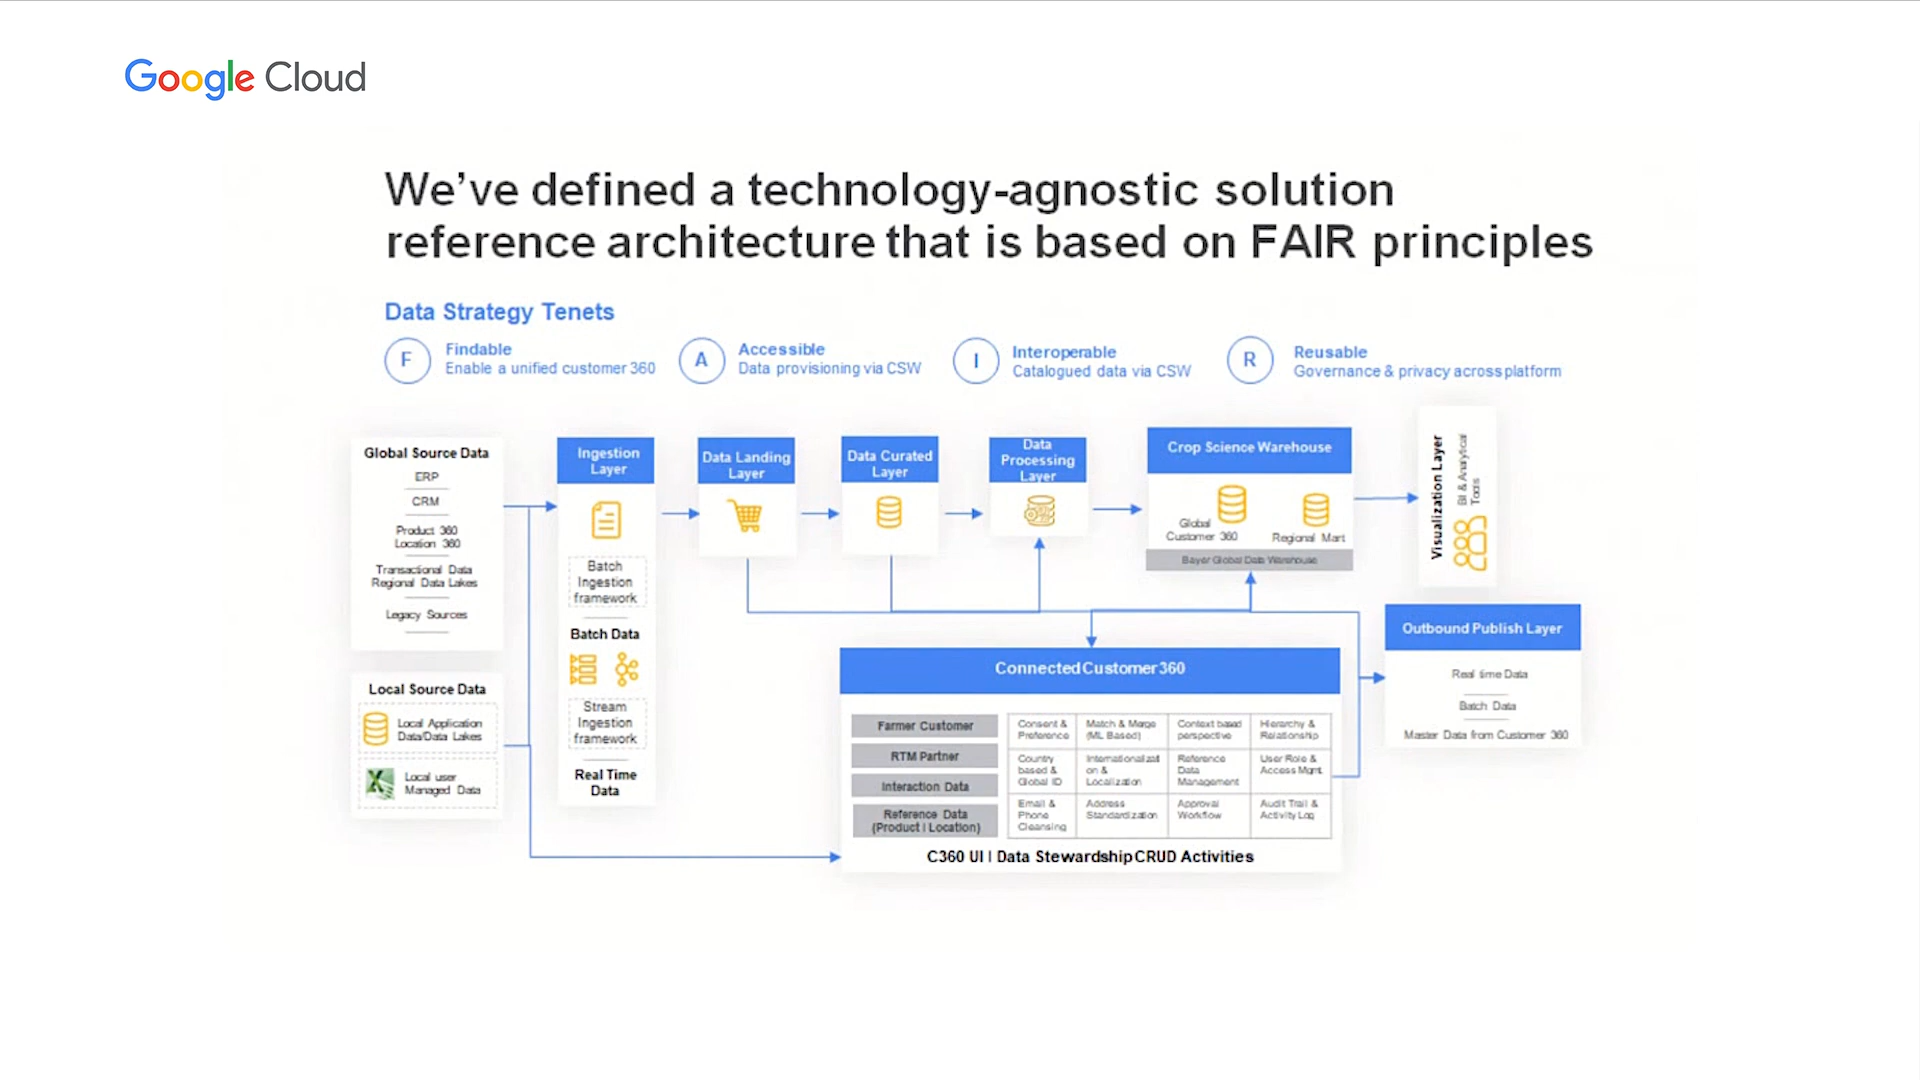 Google Cloud
We've defined a technology-agnostic solution
reference architecture that is based on FAIR principles
Data Strategy Tenets
F
Findable
Enable a unified customer 360
A
Accessible
Data provisioning via CSW
I
Interoperable
Catalogued data via CSW
R
Reusable
Governance & privacy across platform
Global Source Data
ERP
CRM
Product 360
Location 360
Transactional Data
Regional Data Lakes
Legacy Sources
Local Source Data
Local Application
Data/Data Lakes
Local user
Managed Data
Ingestion
Layer
Batch
Ingestion
framework
Batch Data
Stream
Ingestion
framework
Real Time
Data
Data Landing
Layer
Data Curated
Layer
Data
Processing
Layer
Crop Science Warehouse
Global
Customer 360
Regional Mart
Bayer Global Data Warehouse
Visualization Layer
BI & Analytical
Tools
Outbound Publish Layer
Real time Data
Batch Data
Master Data from Customer 360
Connected Customer 360
Farmer Customer
RTM Partner
Interaction Data
Reference Data
(Product | Location)
Consent &
Preference
Match & Merge
(ML Based)
Context based
perspective
Hierarchy &
Relationship
Country
based &
Global ID
Internationalizati
on &
Localization
Reference
Data
Management
User Role &
Access Mgmt
Email &
Phone
Cleansing
Address
Standardization
Approval
Workflow
Audit Trail &
Activity Log
C360 UI | Data Stewardship CRUD Activities